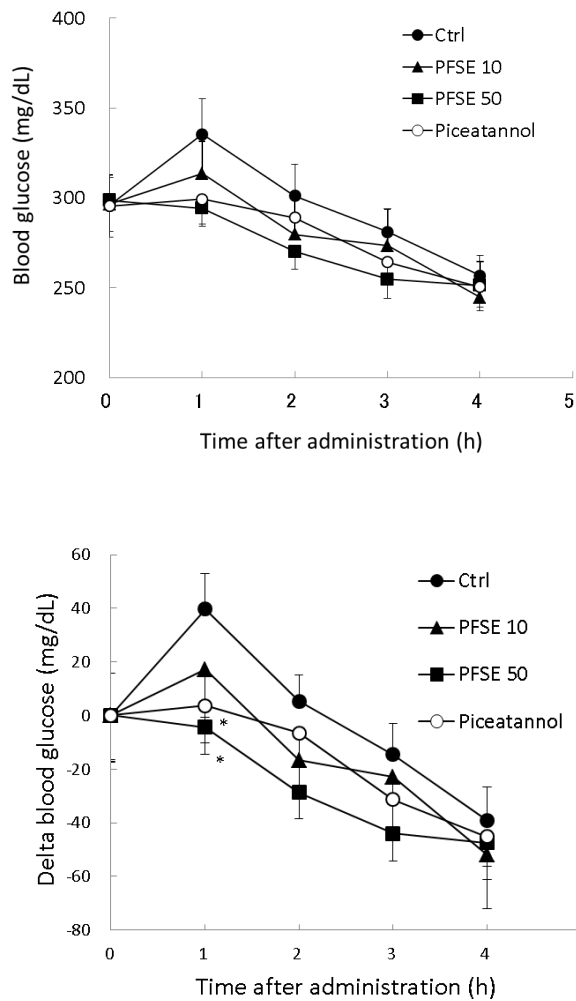 400
350
300
250
200
Blood glucose (mg/dL)
Ctrl
PFSE 10
PFSE 50
Piceatannol
0 1 2 3 4 5
Time after administration (h)
60
40
20
0
-20
-40
-60
-80
Delta blood glucose (mg/dL)
Ctrl
PFSE 10
PFSE 50
Piceatannol
*
*
0 1 2 3 4
Time after administration (h)